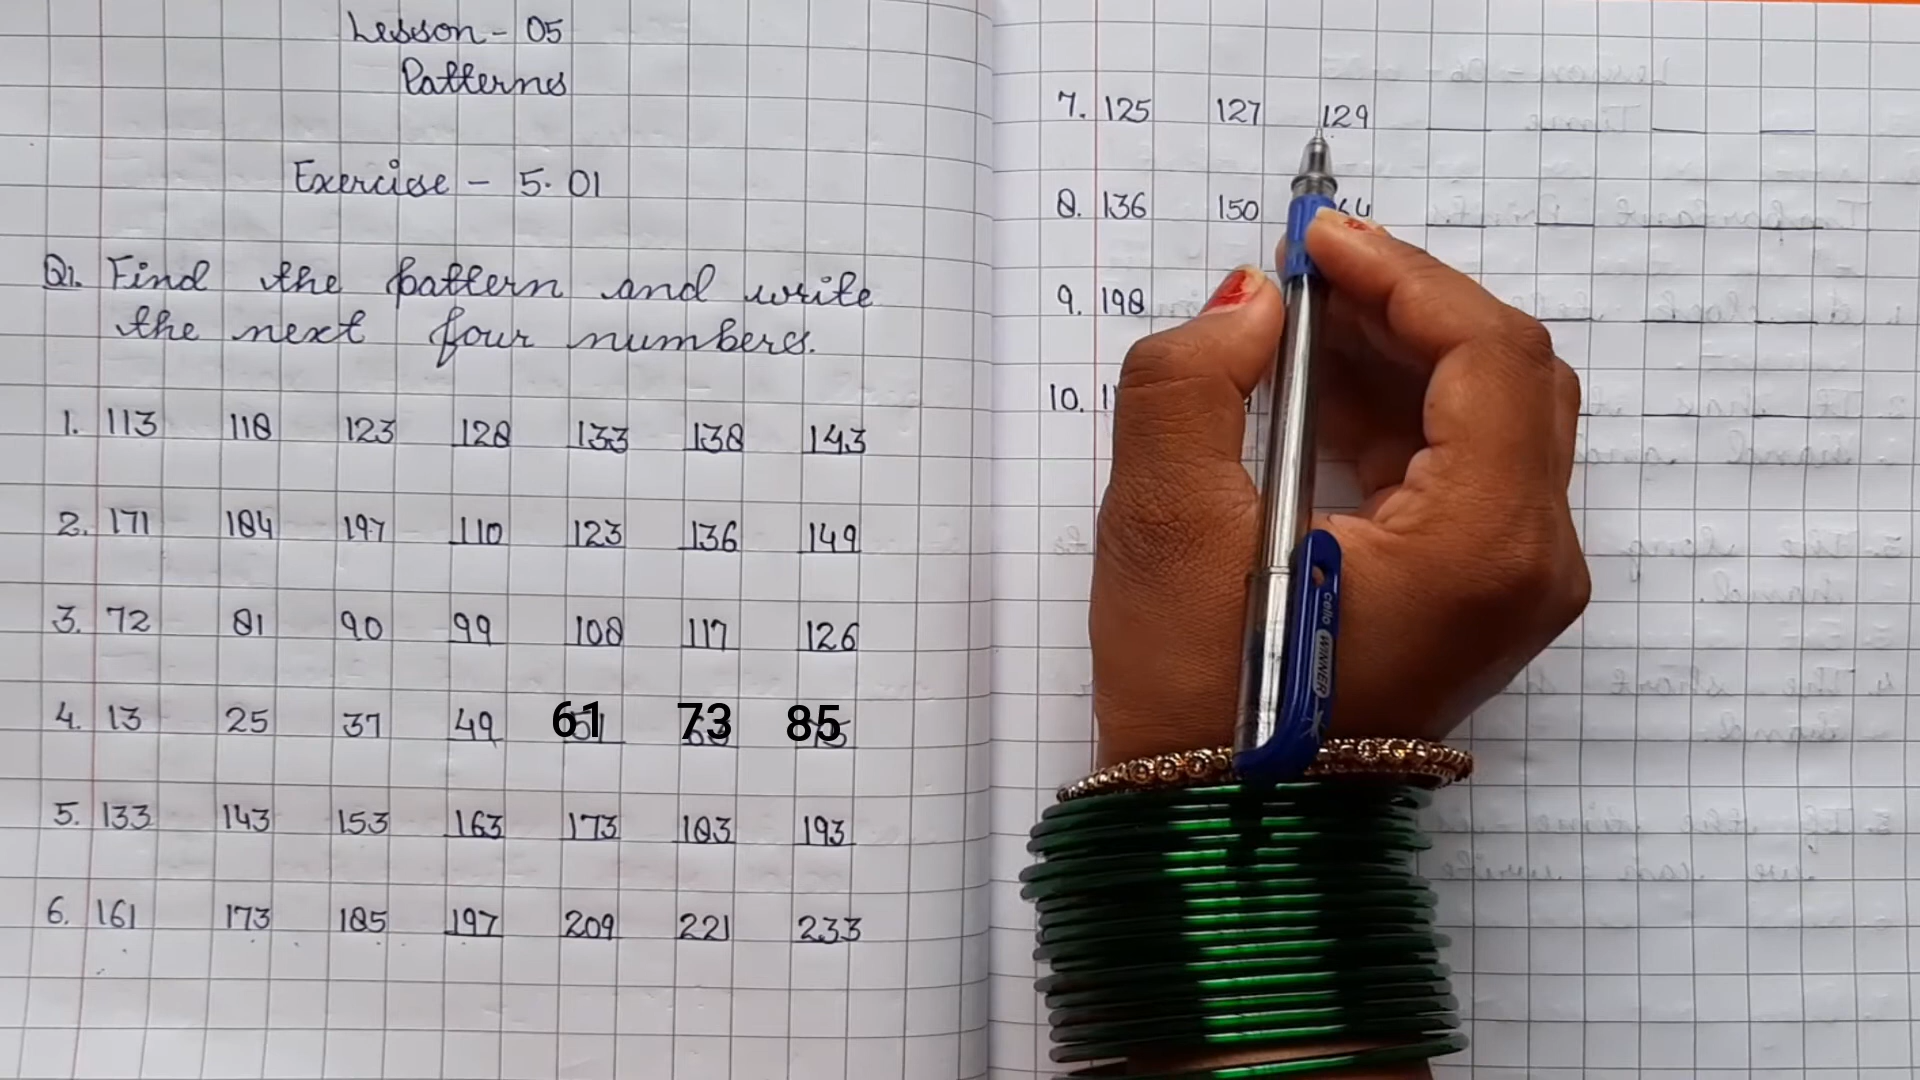 Lesson - 05
Patterns
Exercise - 5.01
Q1. Find the pattern and write
the next four numbers.
1. 113 118 123 128 133 138 143
2. 171 184 197 110 123 136 149
3. 72 81 90 99 108 117 126
4. 13 25 37 49 61 73 85
5. 133 143 153 163 173 183 193
6. 161 173 185 197 209 221 233
7. 125 127 129
8. 136 150 64
9. 198
10.
cello WINNER